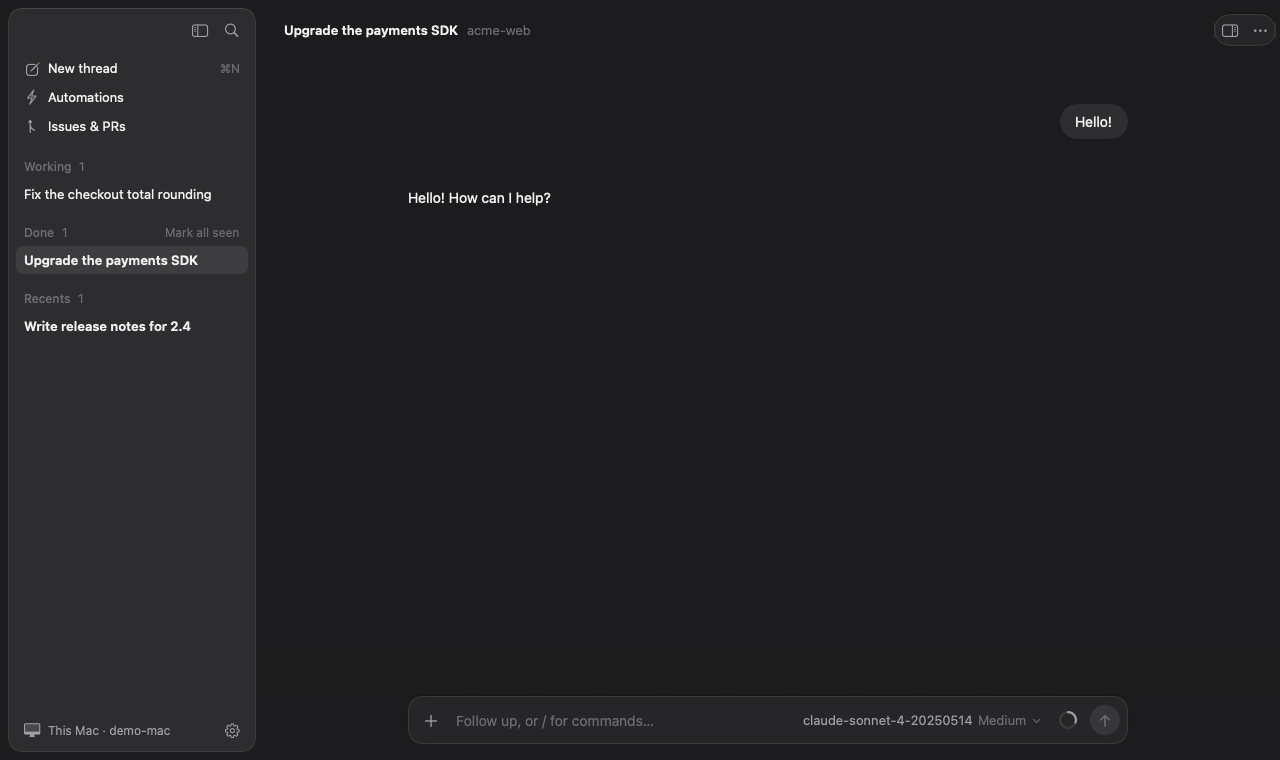 Upgrade the payments SDK acme-web
New thread ⌘N
Automations
Issues & PRs
Working 1
Fix the checkout total rounding
Done 1 Mark all seen
Upgrade the payments SDK
Recents 1
Write release notes for 2.4
This Mac · demo-mac
Hello!
Hello! How can I help?
Follow up, or / for commands...
claude-sonnet-4-20250514 Medium